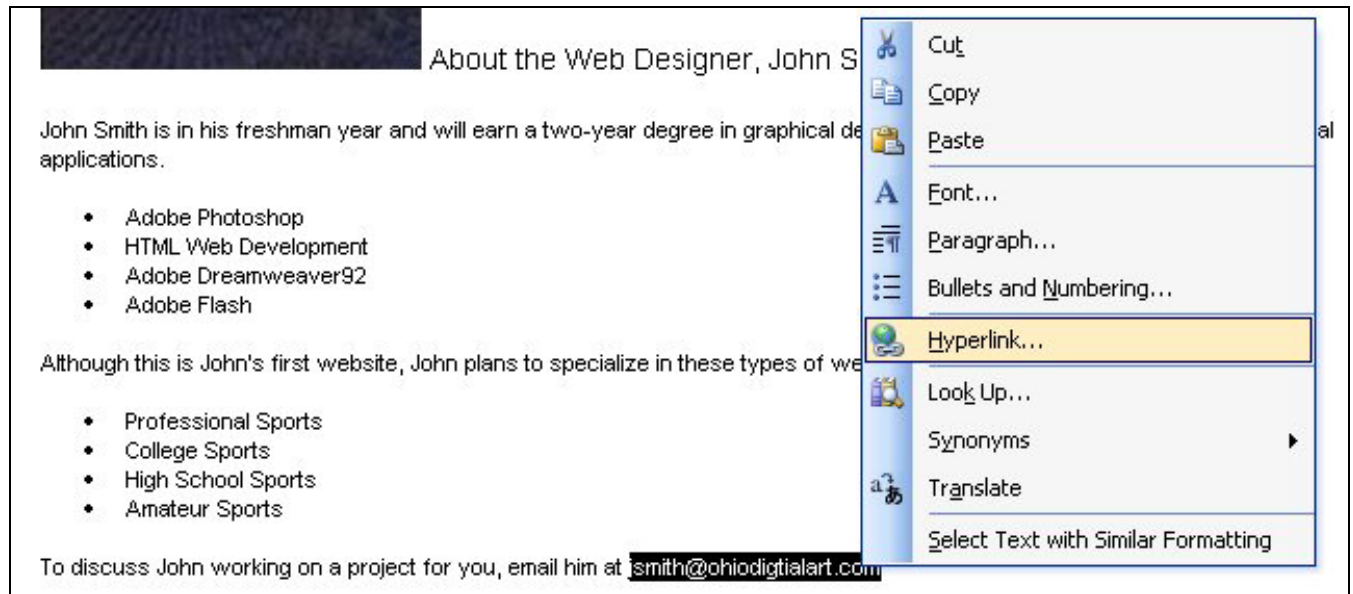 About the Web Designer, John S
John Smith is in his freshman year and will earn a two-year degree in graphical de al
applications.
• Adobe Photoshop
• HTML Web Development
• Adobe Dreamweaver92
• Adobe Flash
Although this is John's first website, John plans to specialize in these types of we
• Professional Sports
• College Sports
• High School Sports
• Amateur Sports
To discuss John working on a project for you, email him at jsmith@ohiodigtialart.com
Cut
Copy
Paste
Font...
Paragraph...
Bullets and Numbering...
Hyperlink...
Look Up...
Synonyms
Translate
Select Text with Similar Formatting